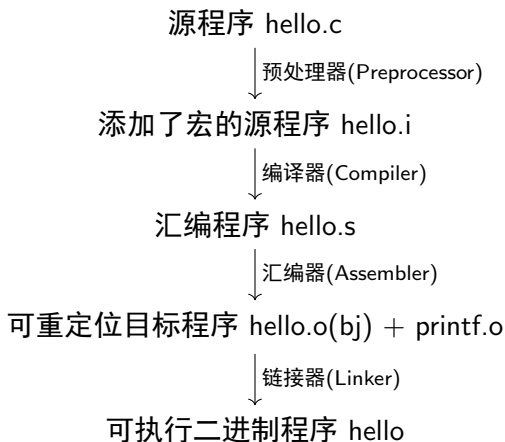 源程序 hello.c
预处理器(Preprocessor)
添加了宏的源程序 hello.i
编译器(Compiler)
汇编程序 hello.s
汇编器(Assembler)
可重定位目标程序 hello.o(bj) + printf.o
链接器(Linker)
可执行二进制程序 hello